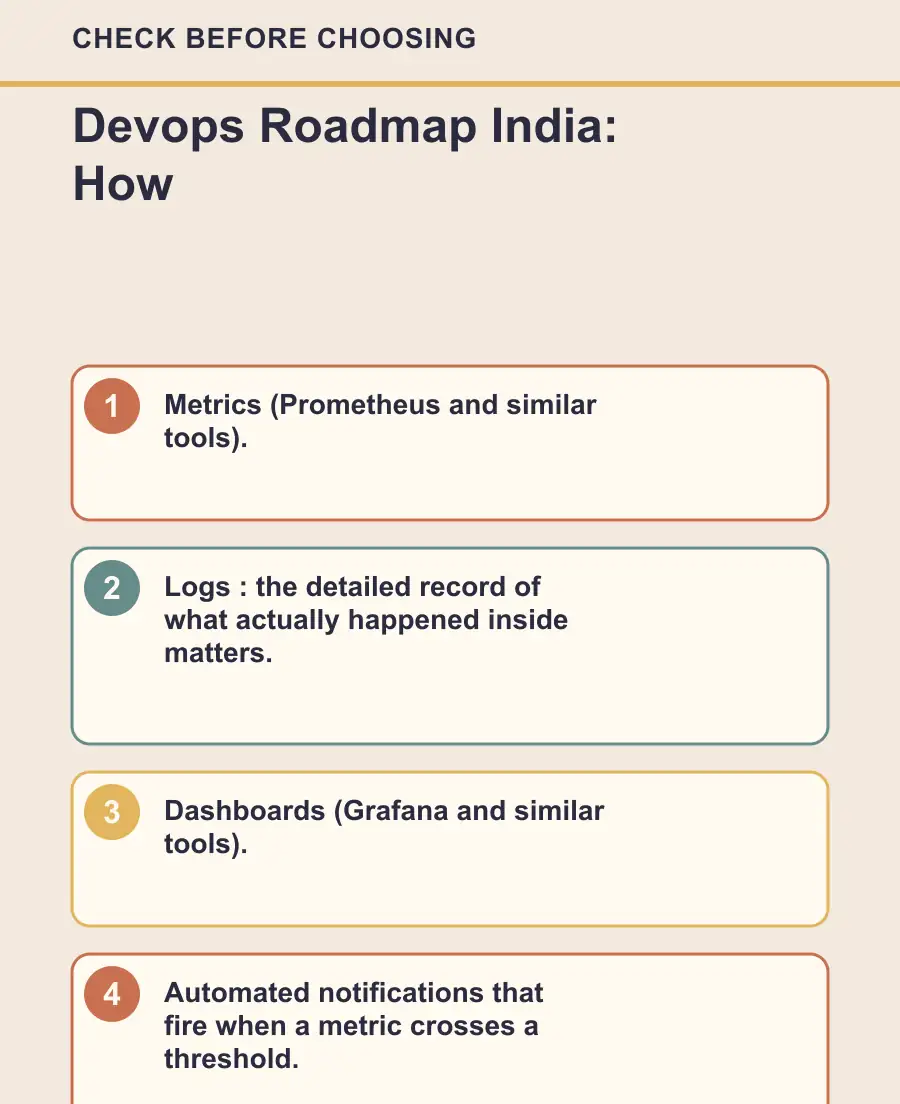 CHECK BEFORE CHOOSING
Devops Roadmap India:
How
1
Metrics (Prometheus and similar
tools).
2
Logs : the detailed record of
what actually happened inside
matters.
3
Dashboards (Grafana and similar
tools).
4
Automated notifications that
fire when a metric crosses a
threshold.